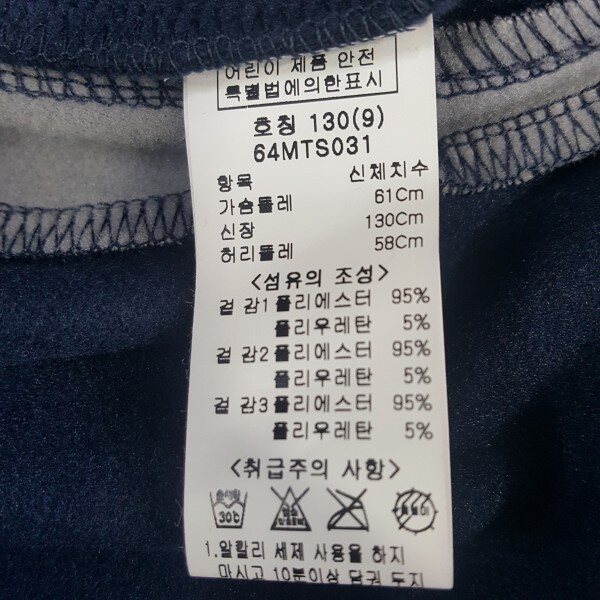 어린이 제품 안전
특별법에의한표시
호칭 130(9)
64MTS031
항목 신체치수
가슴둘레 61Cm
신장 130Cm
허리둘레 58Cm
<섬유의 조성>
겉 감1 폴리에스터 95%
폴리우레탄 5%
겉 감2 폴리에스터 95%
폴리우레탄 5%
겉 감3 폴리에스터 95%
폴리우레탄 5%
<취급주의 사항>
30℃
1.알칼리 세제 사용을 하지
마시고 10분이상 담궈 두지